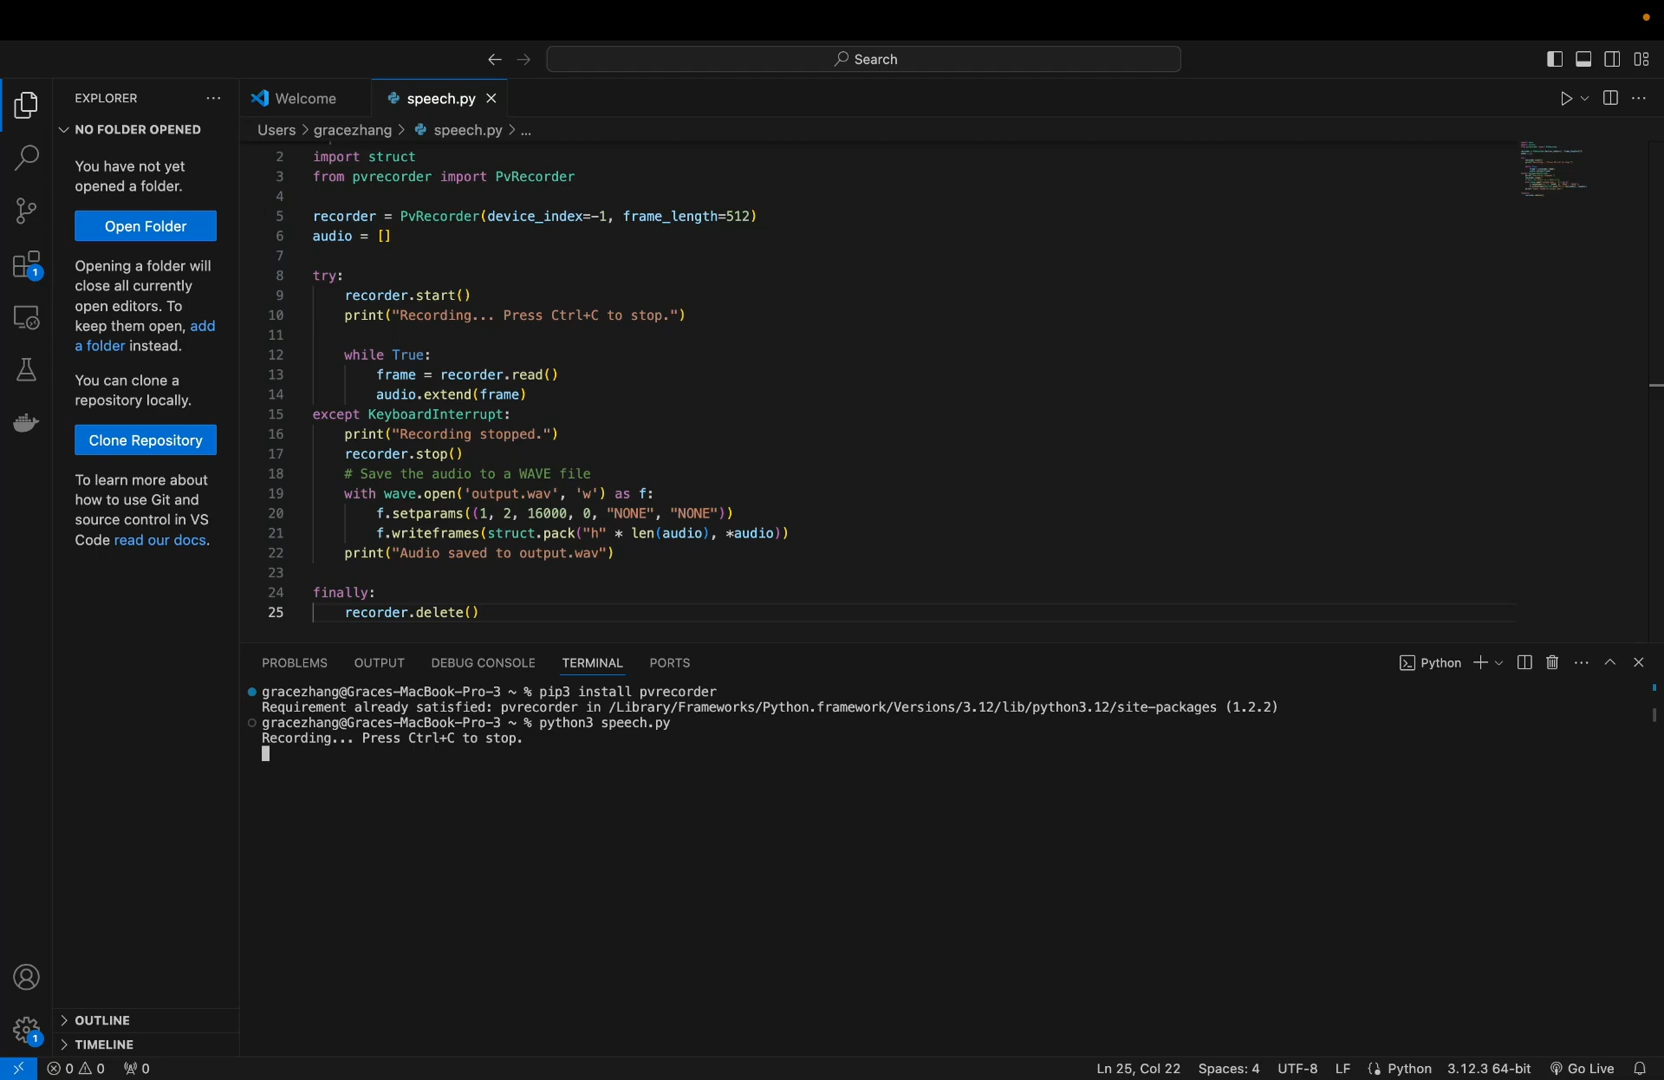 Search
EXPLORER
Welcome
speech.py
NO FOLDER OPENED
Users > gracezhang > speech.py > ...
You have not yet
opened a folder.
Open Folder
Opening a folder will
close all currently
open editors. To
keep them open, add
a folder instead.
You can clone a
repository locally.
Clone Repository
To learn more about
how to use Git and
source control in VS
Code read our docs.
OUTLINE
TIMELINE
2 import struct
3 from pvrecorder import PvRecorder
4
5 recorder = PvRecorder(device_index=-1, frame_length=512)
6 audio = []
7
8 try:
9 recorder.start()
10 print("Recording... Press Ctrl+C to stop.")
11
12 while True:
13 frame = recorder.read()
14 audio.extend(frame)
15 except KeyboardInterrupt:
16 print("Recording stopped.")
17 recorder.stop()
18 # Save the audio to a WAVE file
19 with wave.open('output.wav', 'w') as f:
20 f.setparams((1, 2, 16000, 0, "NONE", "NONE"))
21 f.writeframes(struct.pack("h" * len(audio), *audio))
22 print("Audio saved to output.wav")
23
24 finally:
25 recorder.delete()
PROBLEMS OUTPUT DEBUG CONSOLE TERMINAL PORTS
Python
gracezhang@Graces-MacBook-Pro-3 ~ % pip3 install pvrecorder
Requirement already satisfied: pvrecorder in /Library/Frameworks/Python.framework/Versions/3.12/lib/python3.12/site-packages (1.2.2)
gracezhang@Graces-MacBook-Pro-3 ~ % python3 speech.py
Recording... Press Ctrl+C to stop.
1
1
0 0 0
Ln 25, Col 22 Spaces: 4 UTF-8 LF Python 3.12.3 64-bit Go Live